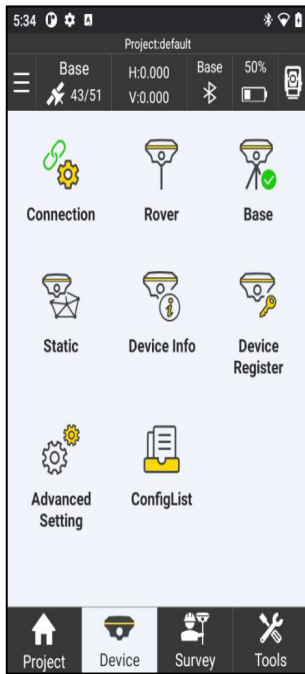 5:34
Project:default
Base H:0.000 Base 50%
43/51 V:0.000
Connection Rover Base
Static Device Info Device
Register
Advanced ConfigList
Setting
Project Device Survey Tools